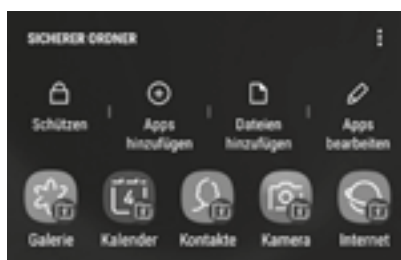 SICHERER ORDNER
Schützen
Apps hinzufügen
Dateien hinzufügen
Apps bearbeiten
4
Galerie Kalender Kontakte Kamera Internet